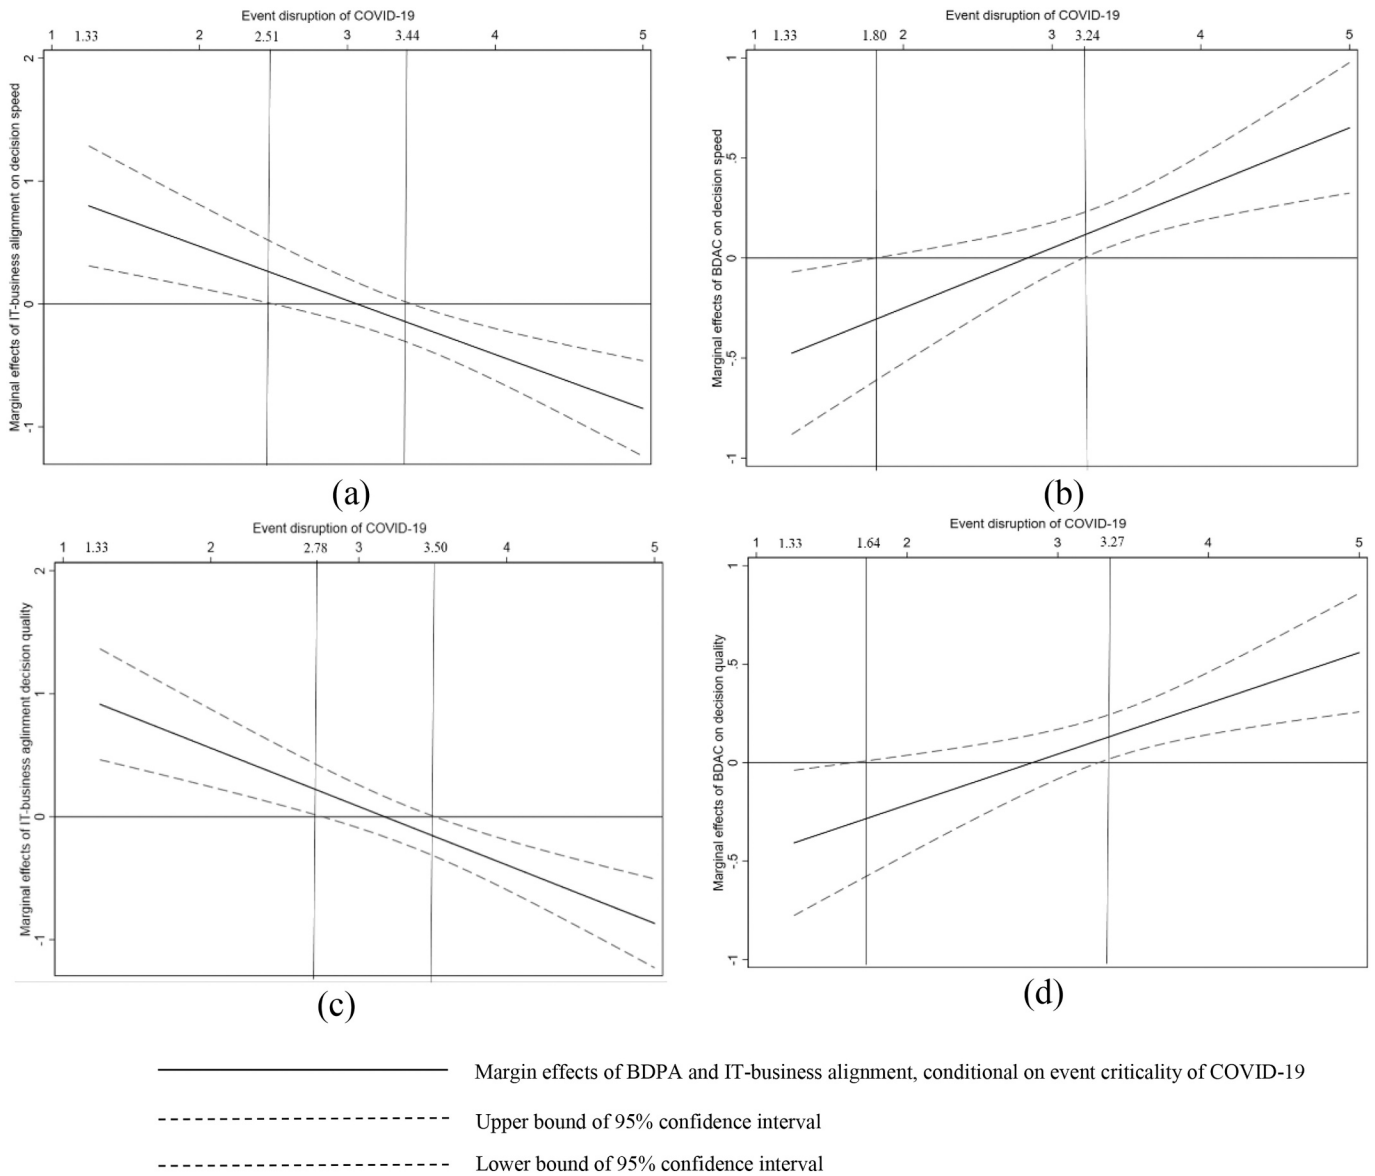 Event disruption of COVID-19
1 1.33 2 2.51 3 3.44 4 5
Marginal effects of IT-business alignment on decision speed
2
1
0
-1
(a)
Event disruption of COVID-19
1 1.33 1.80 2 3 3.24 4 5
Marginal effects of BDAC on decision speed
1
.5
0
-.5
-1
(b)
Event disruption of COVID-19
1 1.33 2 2.78 3 3.50 4 5
Marginal effects of IT-business aglinment decision quality
2
1
0
-1
(c)
Event disruption of COVID-19
1 1.33 1.64 2 3 3.27 4 5
Marginal effects of BDAC on decision quality
1
.5
0
-.5
-1
(d)
Margin effects of BDPA and IT-business alignment, conditional on event criticality of COVID-19
Upper bound of 95% confidence interval
Lower bound of 95% confidence interval